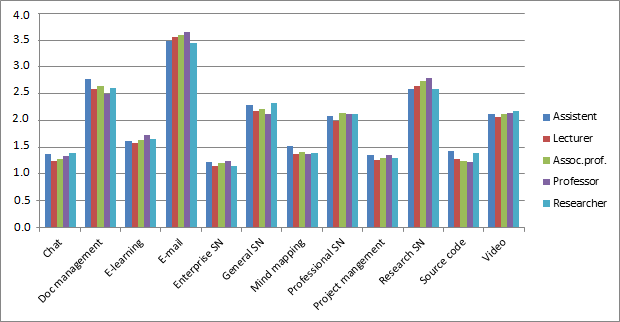 4.0
3.5
3.0
2.5
2.0
1.5
1.0
0.5
0.0
Chat
Doc management
E-learning
E-mail
Enterprise SN
General SN
Mind mapping
Professional SN
Project mangement
Research SN
Source code
Video
Assistent
Lecturer
Assoc.prof.
Professor
Researcher